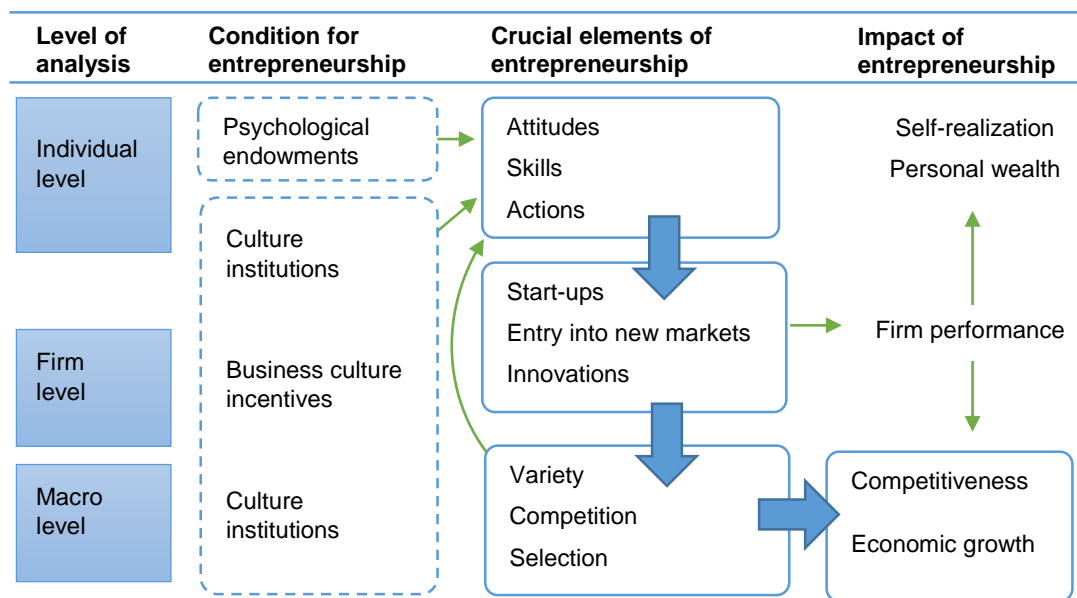 Level of
analysis
Condition for
entrepreneurship
Crucial elements of
entrepreneurship
Impact of
entrepreneurship
Individual
level
Psychological
endowments
Attitudes
Skills
Actions
Self-realization
Personal wealth
Culture
institutions
Firm
level
Business culture
incentives
Start-ups
Entry into new markets
Innovations
Firm performance
Macro
level
Culture
institutions
Variety
Competition
Selection
Competitiveness
Economic growth